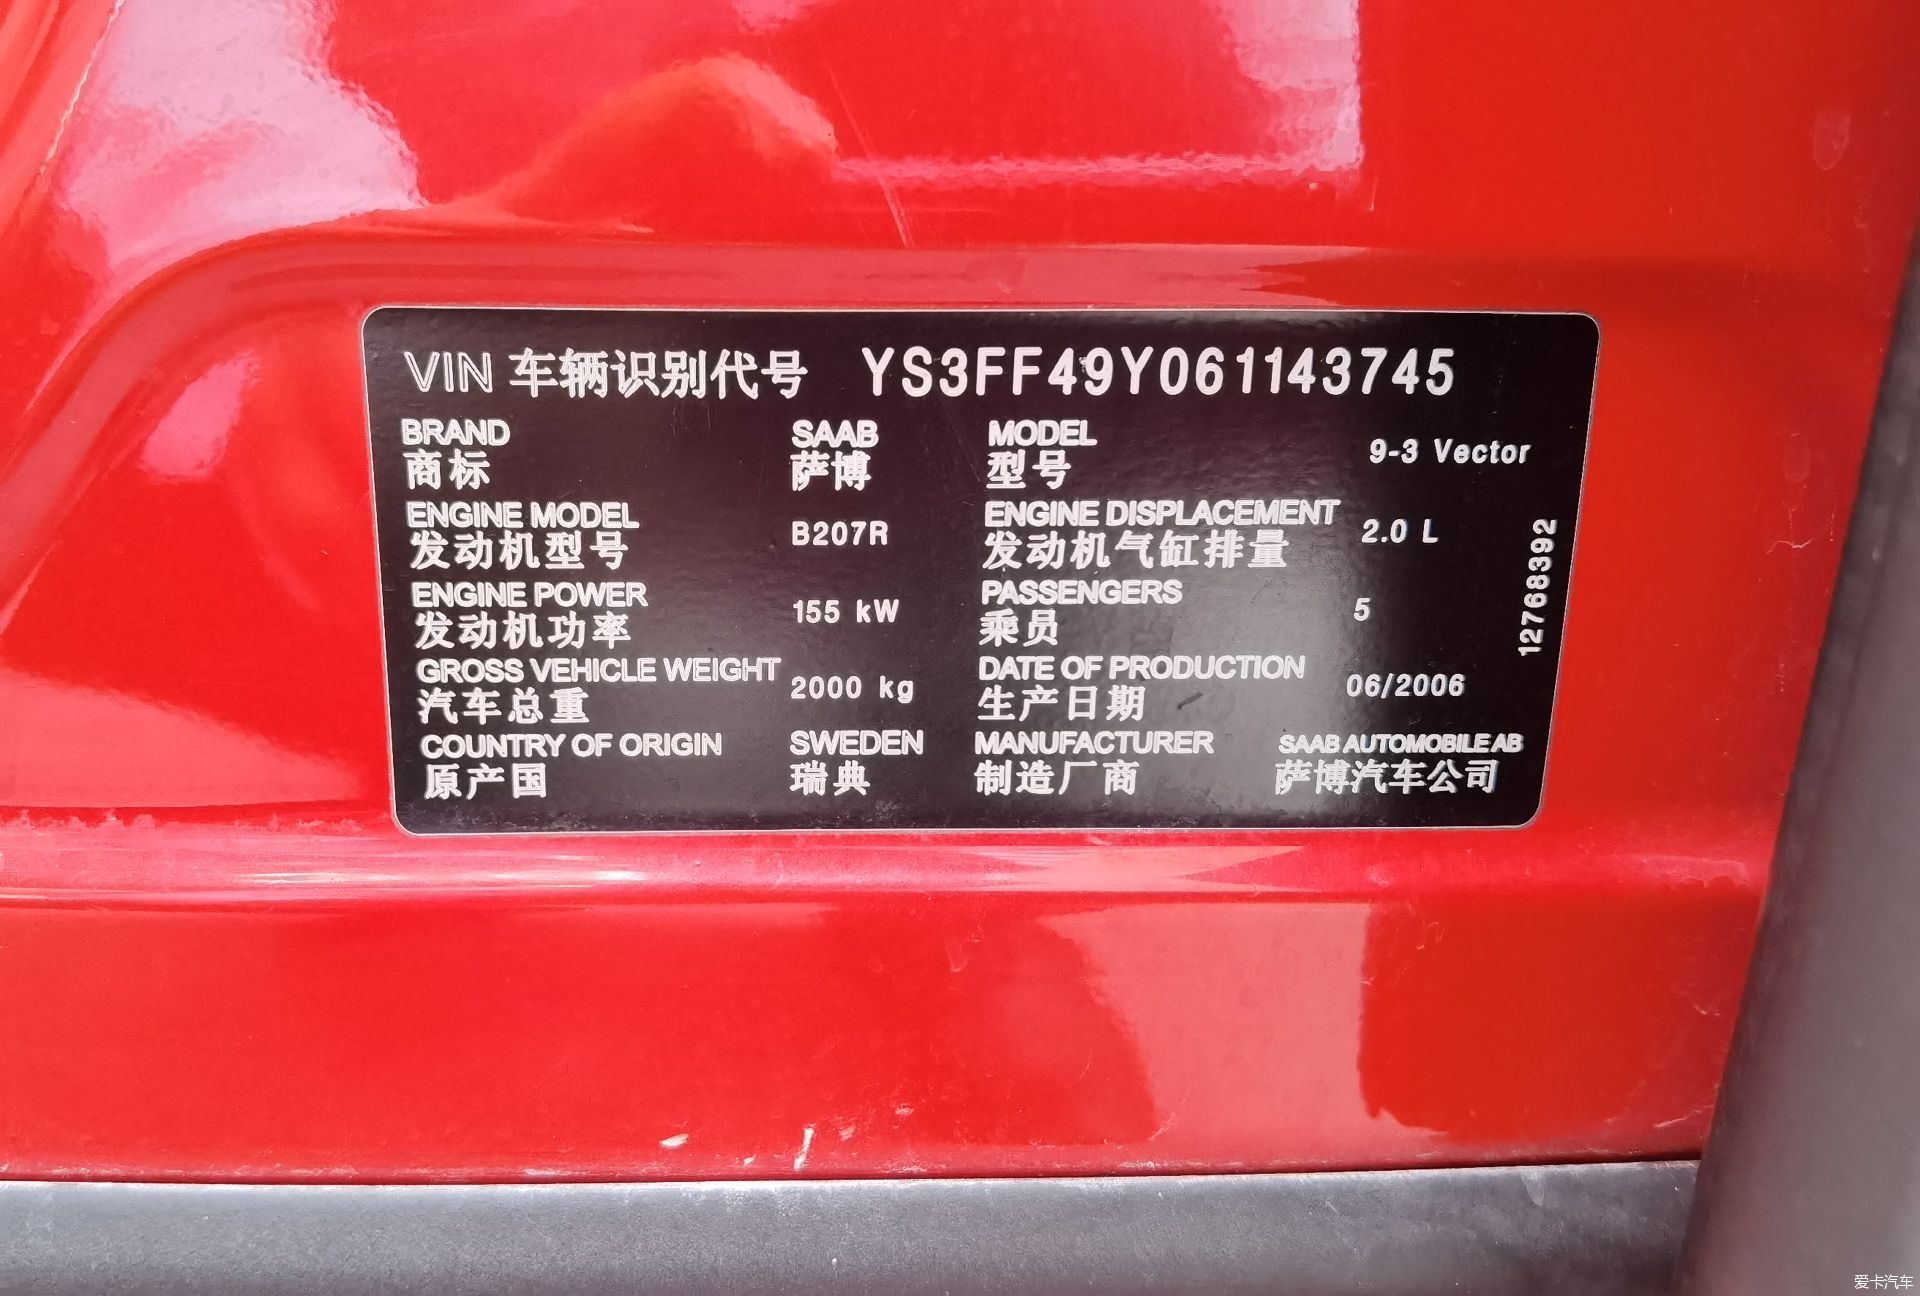 VIN 车辆识别代号 YS3FF49Y061143745
BRAND SAAB MODEL 9-3 Vector
商标 萨博 型号
ENGINE MODEL B207R ENGINE DISPLACEMENT 2.0 L
发动机型号 发动机气缸排量
ENGINE POWER 155 kW PASSENGERS 5
发动机功率 乘员
GROSS VEHICLE WEIGHT 2000 kg DATE OF PRODUCTION 06/2006
汽车总重 生产日期
COUNTRY OF ORIGIN SWEDEN MANUFACTURER SAAB AUTOMOBILE AB
原产国 瑞典 制造厂商 萨博汽车公司
12768392
爱卡汽车